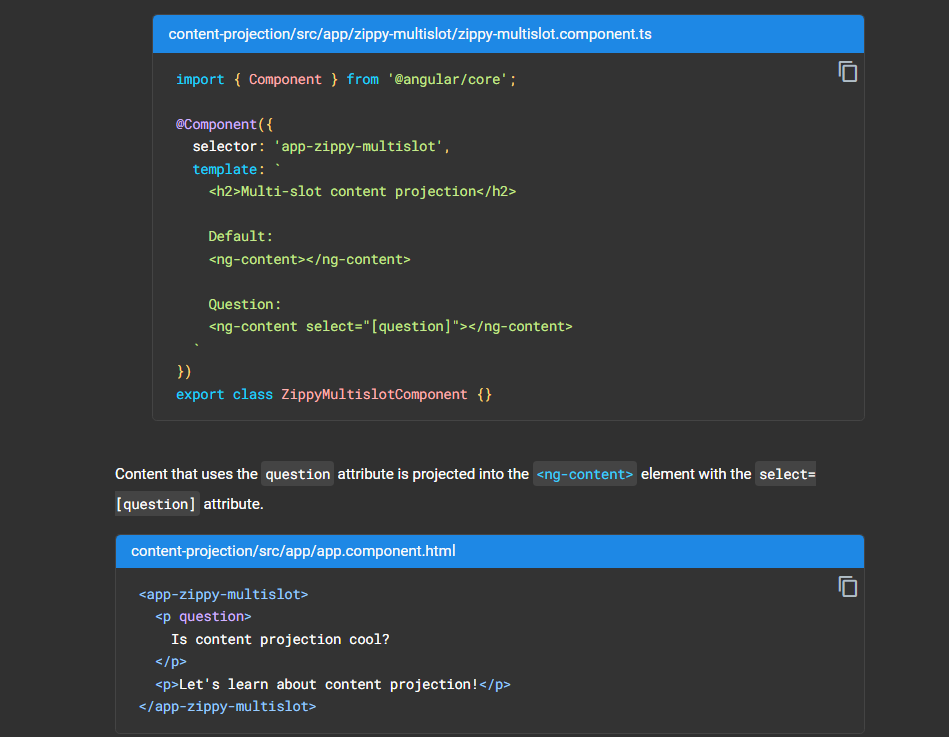 content-projection/src/app/zippy-multislot/zippy-multislot.component.ts
import { Component } from '@angular/core';
@Component({
  selector: 'app-zippy-multislot',
  template: `
    <h2>Multi-slot content projection</h2>
    Default:
    <ng-content></ng-content>
    Question:
    <ng-content select="[question]"></ng-content>
  `
})
export class ZippyMultislotComponent {}
Content that uses the question attribute is projected into the <ng-content> element with the select=
[question] attribute.
content-projection/src/app/app.component.html
<app-zippy-multislot>
  <p question>
    Is content projection cool?
  </p>
  <p>Let's learn about content projection!</p>
</app-zippy-multislot>